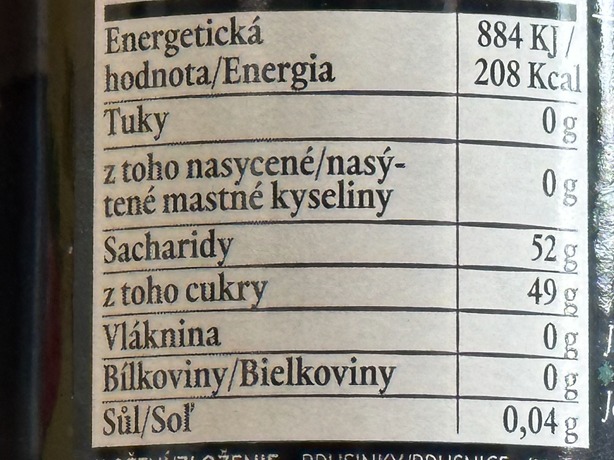 Energetická 884 KJ /
hodnota/Energia 208 Kcal
Tuky 0 g
z toho nasycené/nasý-
tené mastné kyseliny 0 g
Sacharidy 52 g
z toho cukry 49 g
Vláknina 0 g
Bílkoviny/Bielkoviny 0 g
Sůl/Soľ 0,04 g